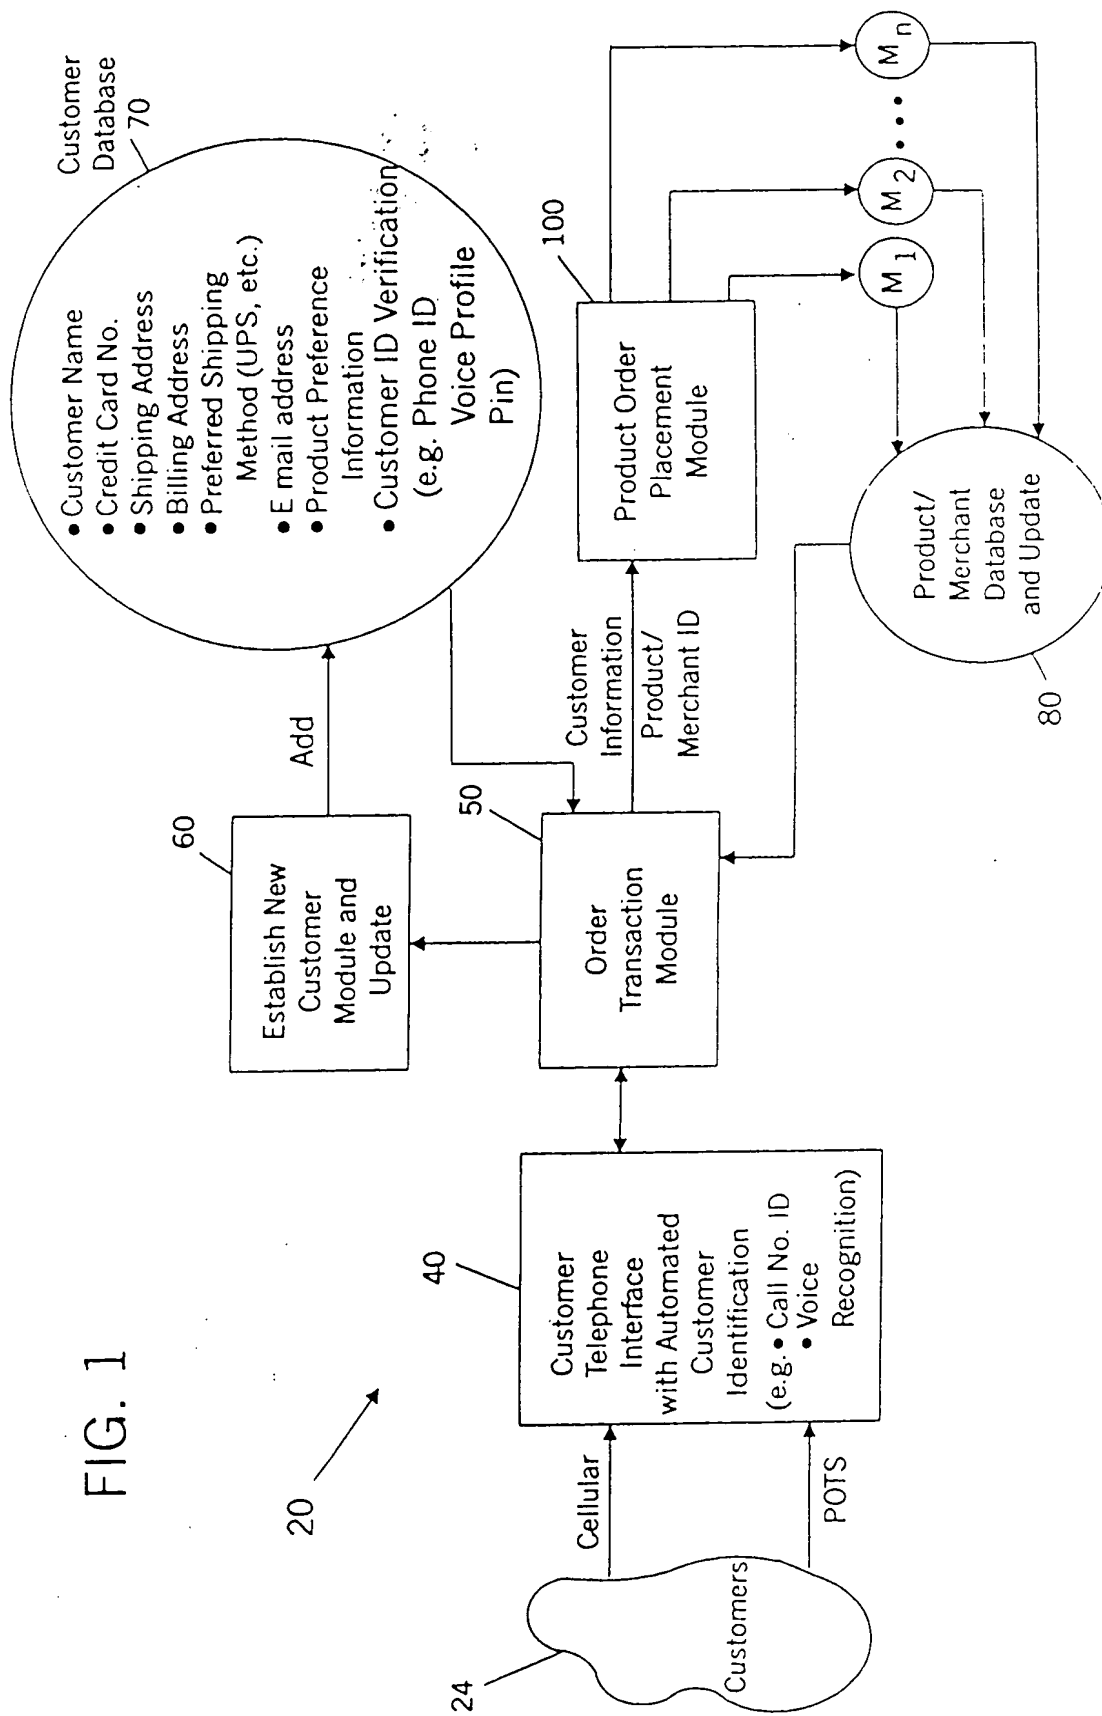 FIG. 1
20
24
Customers
Cellular
POTS
40
Customer
Telephone
Interface
with Automated
Customer
Identification
(e.g. • Call No. ID
• Voice
Recognition)
60
Establish New
Customer
Module and
Update
Add
50
Order
Transaction
Module
Customer
Information
Product/
Merchant ID
Customer
Database
70
• Customer Name
• Credit Card No.
• Shipping Address
• Billing Address
• Preferred Shipping
Method (UPS, etc.)
• E mail address
• Product Preference
Information
• Customer ID Verification
(e.g. Phone ID
Voice Profile
Pin)
100
Product Order
Placement
Module
M1
M2
• • • •
Mn
80
Product/
Merchant
Database
and Update